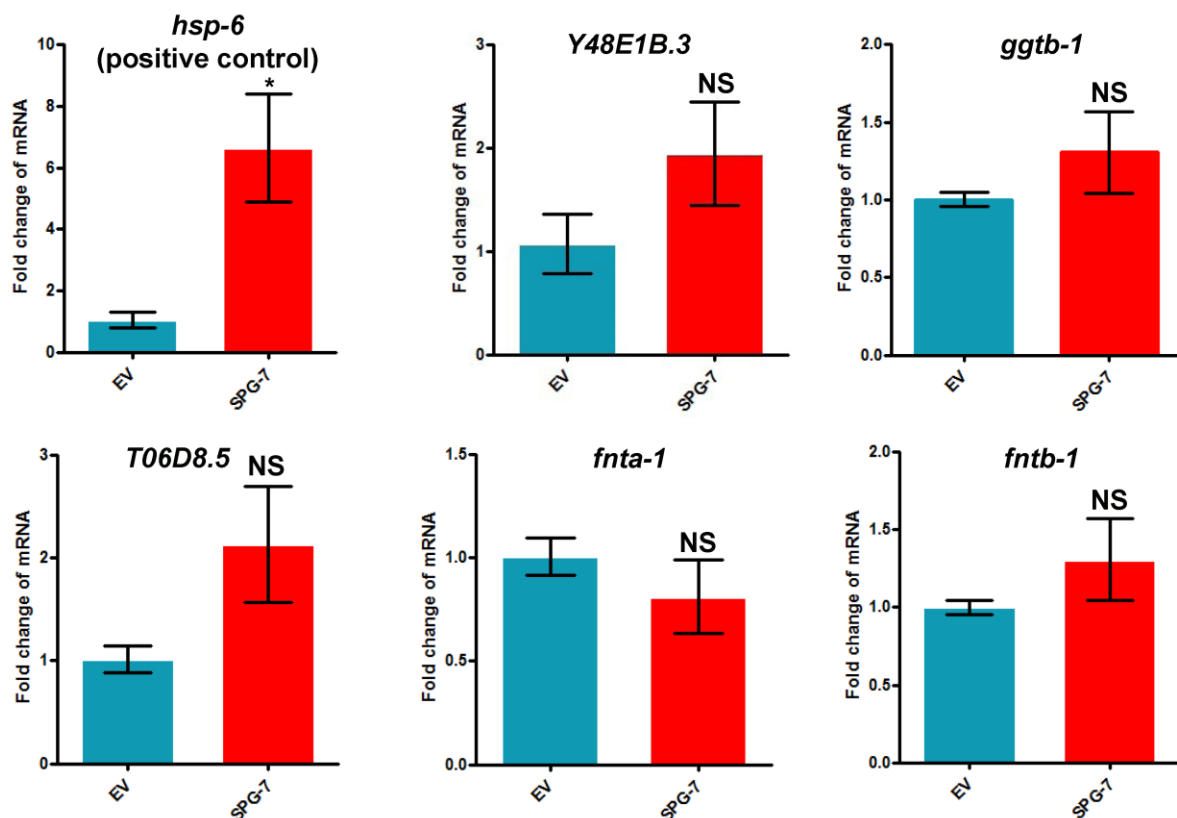 hsp-6
(positive control)
*
Fold change of mRNA
10
8
6
4
2
0
EV
SPG-7
Y48E1B.3
NS
Fold change of mRNA
3
2
1
0
EV
SPG-7
ggtb-1
NS
Fold change of mRNA
2.0
1.5
1.0
0.5
0.0
EV
SPG-7
T06D8.5
NS
Fold change of mRNA
3
2
1
0
EV
SPG-7
fnta-1
NS
Fold change of mRNA
1.5
1.0
0.5
0.0
EV
SPG-7
fntb-1
NS
Fold change of mRNA
2.0
1.5
1.0
0.5
0.0
EV
SPG-7